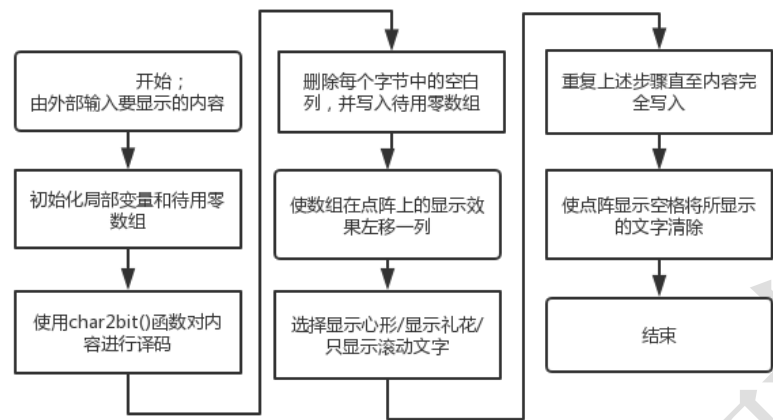 开始；
由外部输入要显示的内容
初始化局部变量和待用零
数组
使用char2bit()函数对内
容进行译码
删除每个字节中的空白
列，并写入待用零数组
使数组在点阵上的显示效
果左移一列
选择显示心形/显示礼花/
只显示滚动文字
重复上述步骤直至内容完
全写入
使点阵显示空格将所显示
的文字清除
结束